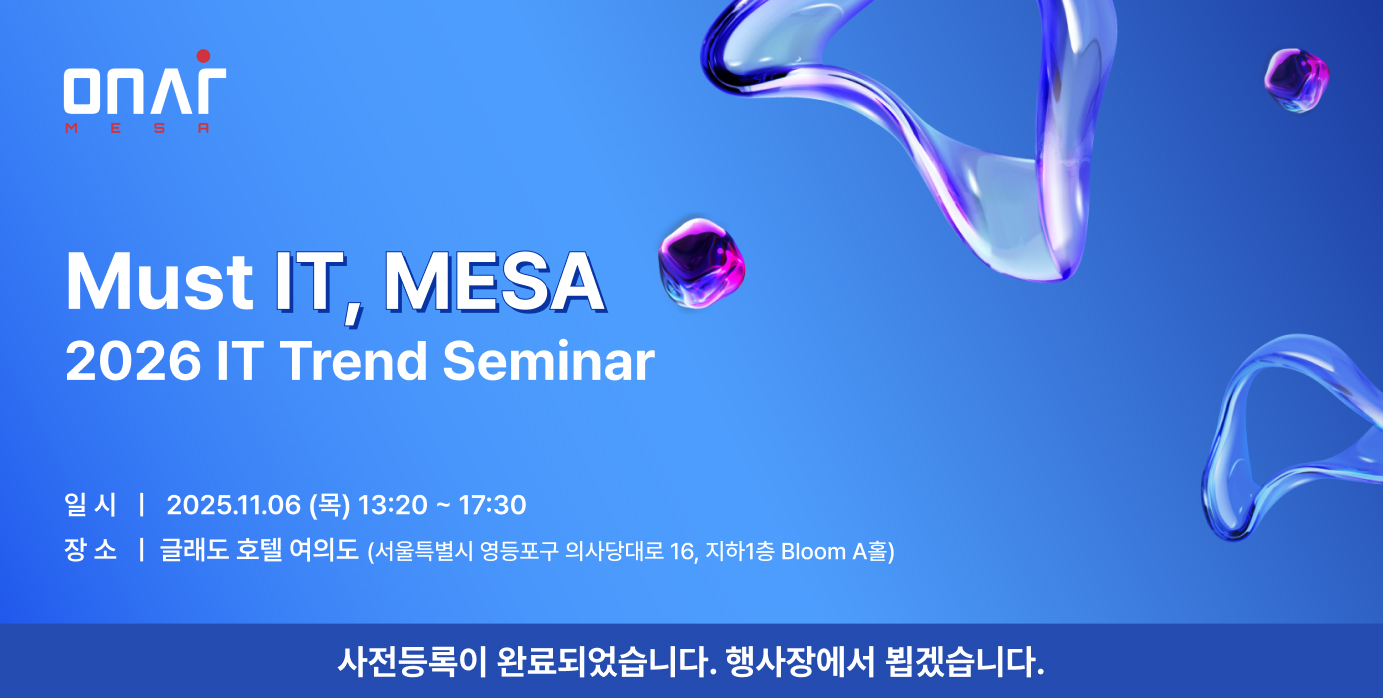 ONAIR
MESA
Must IT, MESA
2026 IT Trend Seminar
일 시 | 2025.11.06 (목) 13:20 ~ 17:30
장 소 | 글래도 호텔 여의도 (서울특별시 영등포구 의사당대로 16, 지하1층 Bloom A홀)
사전등록이 완료되었습니다. 행사장에서 뵙겠습니다.